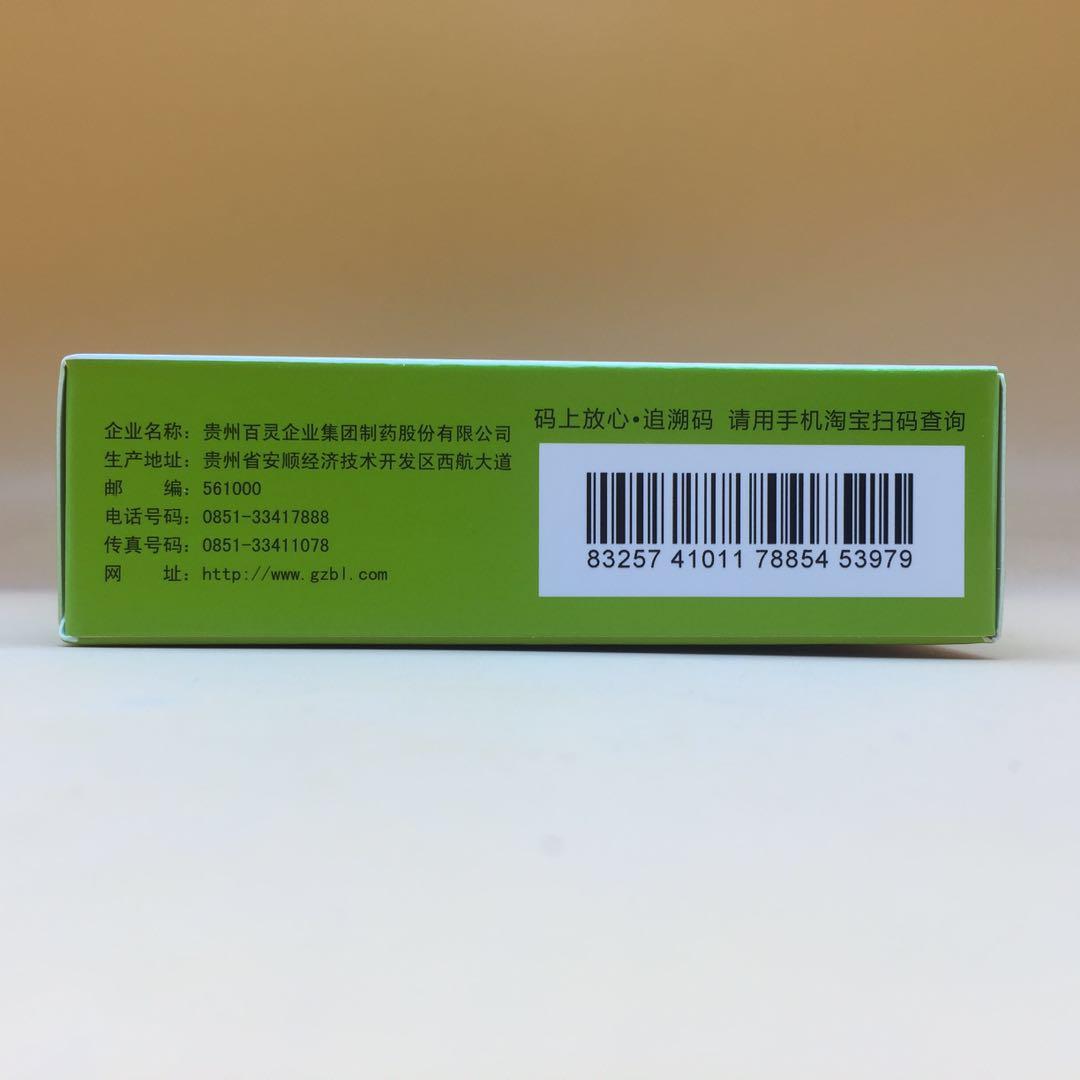 企业名称：贵州百灵企业集团制药股份有限公司
生产地址：贵州省安顺经济技术开发区西航大道
邮　　编：561000
电话号码：0851-33417888
传真号码：0851-33411078
网　　址：http://www.gzbl.com
码上放心•追溯码 请用手机淘宝扫码查询
83257 41011 78854 53979